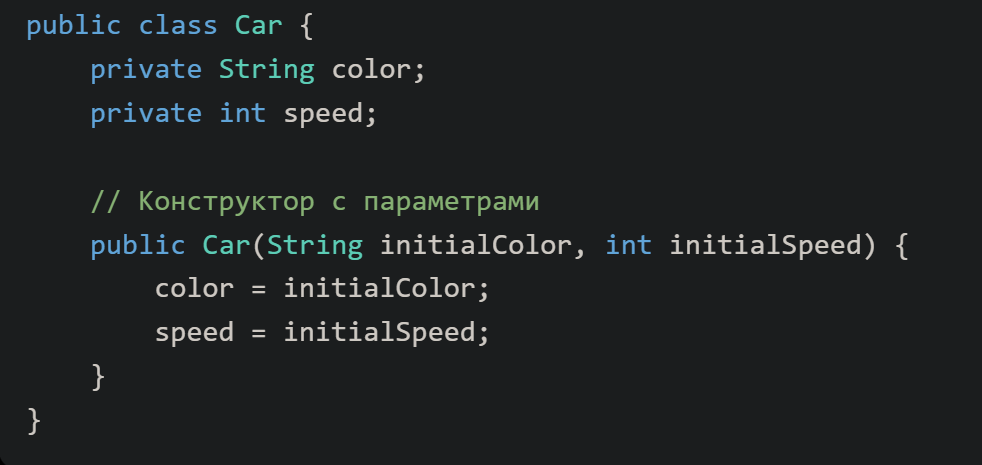 public class Car {
    private String color;
    private int speed;

    // Конструктор с параметрами
    public Car(String initialColor, int initialSpeed) {
        color = initialColor;
        speed = initialSpeed;
    }
}